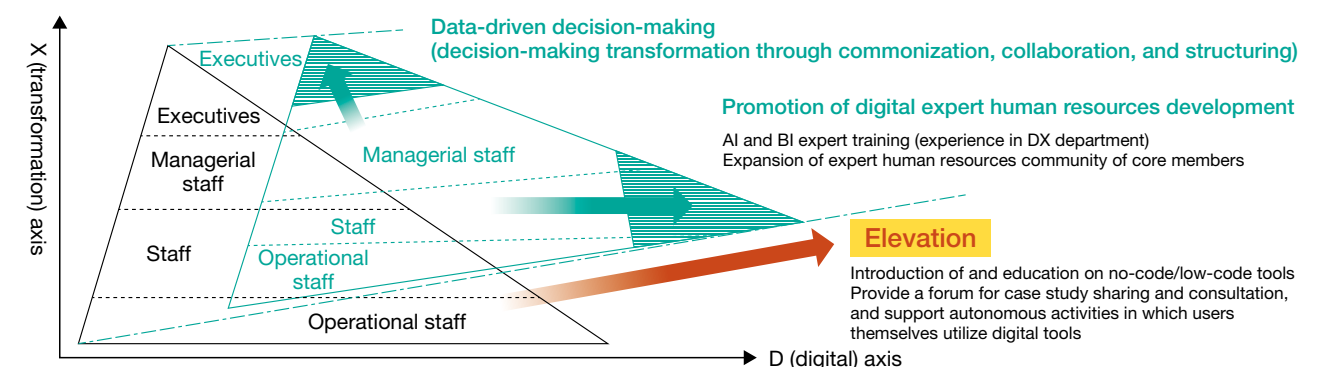 X (transformation) axis
Data-driven decision-making
(decision-making transformation through commonization, collaboration, and structuring)
Executives
Executives
Promotion of digital expert human resources development
AI and BI expert training (experience in DX department)
Expansion of expert human resources community of core members
Managerial staff
Managerial
staff
Staff
Staff
Operational
staff
Operational staff
Elevation
Introduction of and education on no-code/low-code tools
Provide a forum for case study sharing and consultation,
and support autonomous activities in which users
themselves utilize digital tools
D (digital) axis